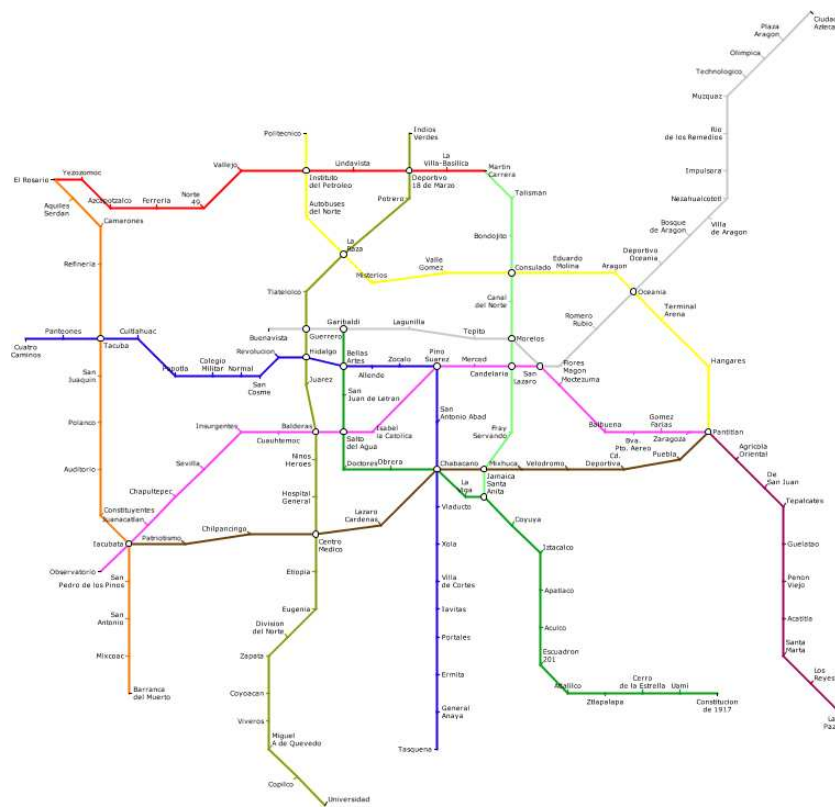 Ciudad
Azteca
Plaza
Aragon
Olimpica
Technologico
Muzquez
Rio
de los Remedios
Impulsora
Nezahualcototl
Villa
de Aragon
Bosque
de Aragon
Deportivo
Oceania
Oceania
Romero
Rubio
Flores
Magon
Politecnico
Indios
Verdes
Vallejo
Lindavista
La
Villa-Basilica
Martin
Carrera
Instituto
del Petroleo
Deportivo
18 de Marzo
El Rosario
Yezozomoc
Azcapotzalco
Ferreria
Norte
49
Aquiles
Serdan
Camarones
Autobuses
del Norte
Potrero
Talisman
Bondojito
La
Raza
Misterios
Valle
Gomez
Consulado
Eduardo
Molina
Aragon
Terminal
Arena
Hangares
Refineria
Tlatelolco
Canal
del Norte
Buenavista
Guerrero
Garibaldi
Lagunilla
Tepito
Morelos
Cuatro
Caminos
Panteones
Tacuba
Cuitlahuac
Popotla
Colegio
Militar
Normal
San
Cosme
Revolucion
Hidalgo
Bellas
Artes
Allende
Zocalo
Pino
Suarez
Merced
Candelaria
San
Lazaro
Moctezuma
San
Juaquin
Juarez
San
Juan de Letran
San
Antonio Abad
Fray
Servando
Balbuena
Bva.
Pto. Aereo
Gomez
Farias
Zaragoza
Pantitlan
Polanco
Insurgentes
Cuauhtemoc
Balderas
Salto
del Agua
Isabel
la Catolica
Auditorio
Sevilla
Ninos
Heroes
Doctores
Obrera
Chabacano
La
Viga
Mixhuca
Jamaica
Santa
Anita
Velodromo
Cd.
Deportiva
Puebla
Agricola
Oriental
De
San Juan
Chapultepec
Hospital
General
Constituyentes
Juanacatlan
Tacubata
Patriotismo
Chilpancingo
Lazaro
Cardenas
Centro
Medico
Viaducto
Coyuya
Tepalcates
Xola
Iztacalco
Guelatao
Observatorio
San
Pedro de los Pinos
Etiopia
Villa
de Cortes
Apatlaco
Penon
Viejo
San
Antonio
Eugenia
Division
del Norte
Iavitas
Aculco
Acatitla
Mixcoac
Zapata
Portales
Escuadron
201
Santa
Marta
Barranca
del Muerto
Coyoacan
Ermita
Atlalilco
Ztlapalapa
Cerro
de la Estrella
Uami
Constitucion
de 1917
Los
Reyes
La
Paz
Viveros
General
Anaya
Miguel
A de Quevedo
Tasquena
Copilco
Universidad